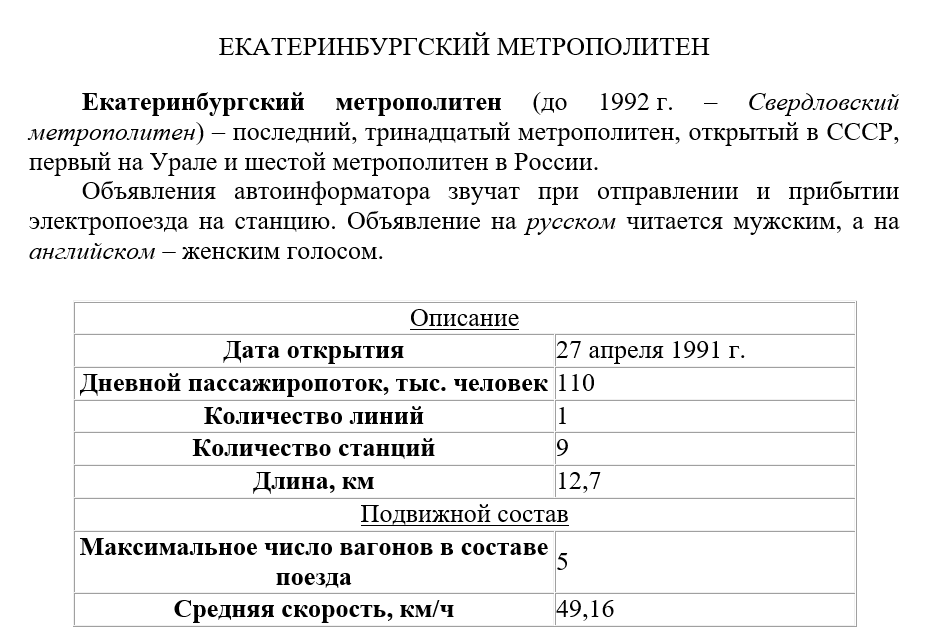 ЕКАТЕРИНБУРГСКИЙ МЕТРОПОЛИТЕН
Екатеринбургский метрополитен (до 1992 г. – Свердловский
метрополитен) – последний, тринадцатый метрополитен, открытый в СССР,
первый на Урале и шестой метрополитен в России.
Объявления автоинформатора звучат при отправлении и прибытии
электропоезда на станцию. Объявление на русском читается мужским, а на
английском – женским голосом.
Описание
Дата открытия 27 апреля 1991 г.
Дневной пассажиропоток, тыс. человек 110
Количество линий 1
Количество станций 9
Длина, км 12,7
Подвижной состав
Максимальное число вагонов в составе
поезда 5
Средняя скорость, км/ч 49,16